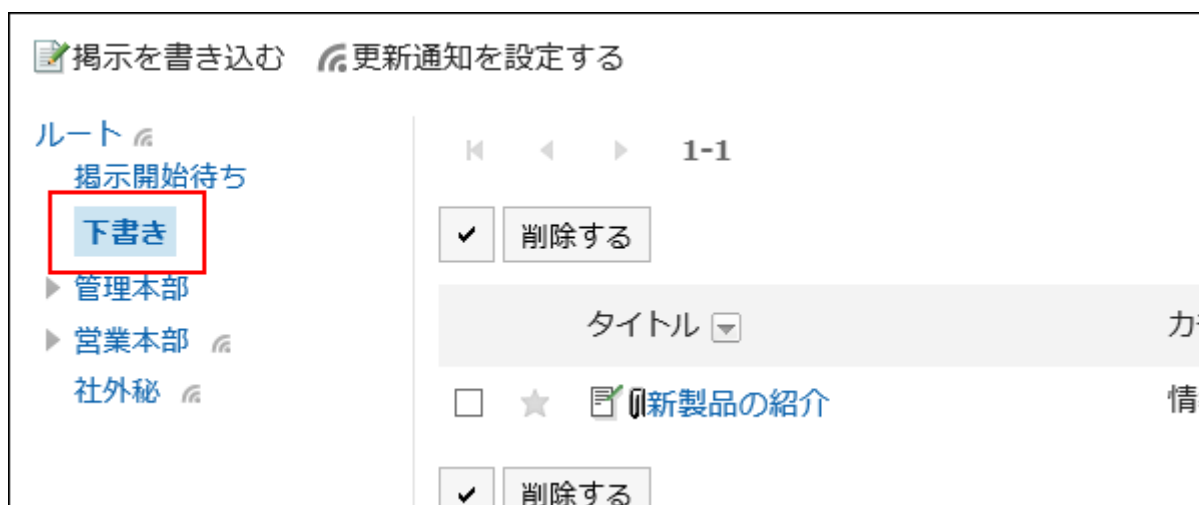 掲示を書き込む 更新通知を設定する
ルート
掲示開始待ち
下書き
管理本部
営業本部
社外秘
1-1
削除する
タイトル
新製品の紹介
情
削除する